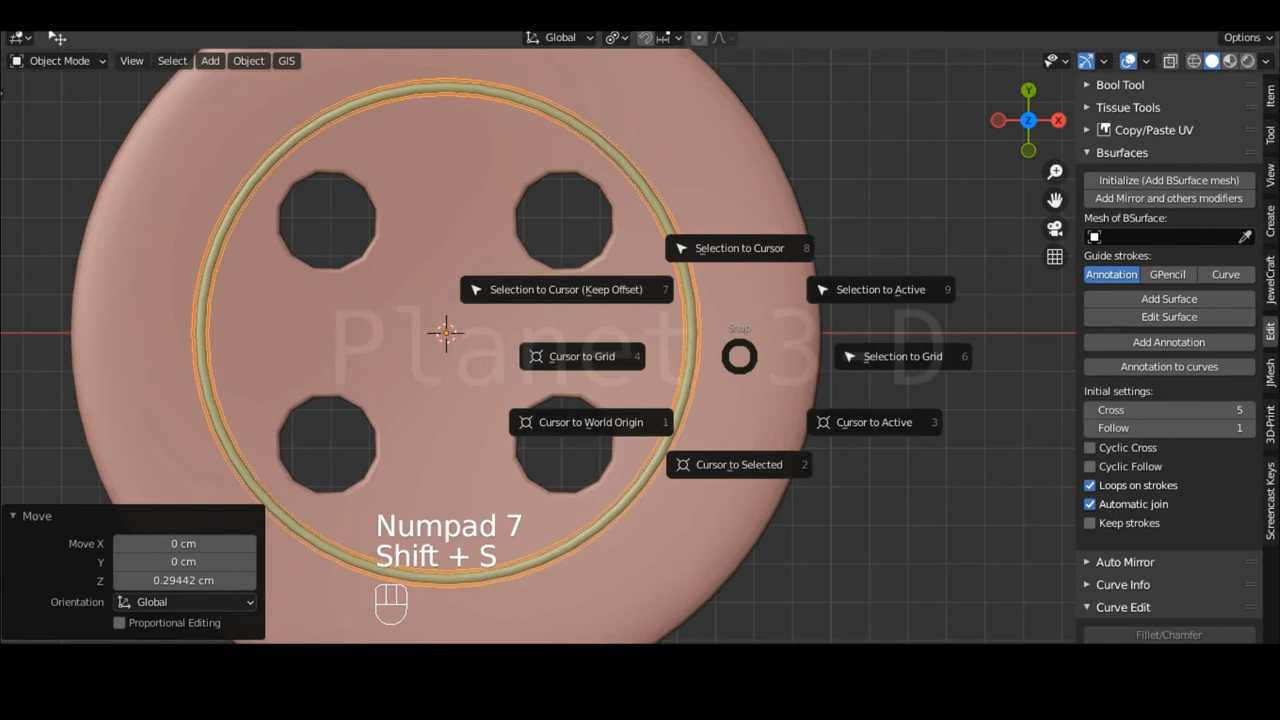 Global
Options
Object Mode
View
Select
Add
Object
GIS
Y
Z
X
Bool Tool
Tissue Tools
Copy/Paste UV
Bsurfaces
Initialize (Add BSurface mesh)
Add Mirror and others modifiers
Mesh of BSurface:
Guide strokes:
Annotation GPencil Curve
Add Surface
Edit Surface
Add Annotation
Annotation to curves
Initial settings:
Cross 5
Follow 1
Cyclic Cross
Cyclic Follow
Loops on strokes
Automatic join
Keep strokes
Auto Mirror
Curve Info
Curve Edit
Fillet/Chamfer
Item
Tool
View
Create
JewelCraft
Edit
JMesh
3D-Print
Screencast Keys
Selection to Cursor 8
Selection to Cursor (Keep Offset) 7
Selection to Active 9
Snap
Cursor to Grid 4
Selection to Grid 6
Cursor to World Origin 1
Cursor to Active 3
Cursor to Selected 2
Planet 3D
Numpad 7
Shift + S
Move
Move X 0 cm
Y 0 cm
Z 0.29442 cm
Orientation Global
Proportional Editing